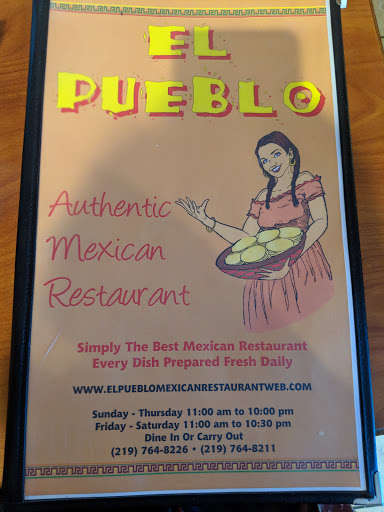 EL
PUEBLO
Authentic
Mexican
Restaurant
Simply The Best Mexican Restaurant
Every Dish Prepared Fresh Daily
WWW.ELPUEBLOMEXICANRESTAURANTWEB.COM
Sunday - Thursday 11:00 am to 10:00 pm
Friday - Saturday 11:00 am to 10:30 pm
Dine In Or Carry Out
(219) 764-8226 • (219) 764-8211